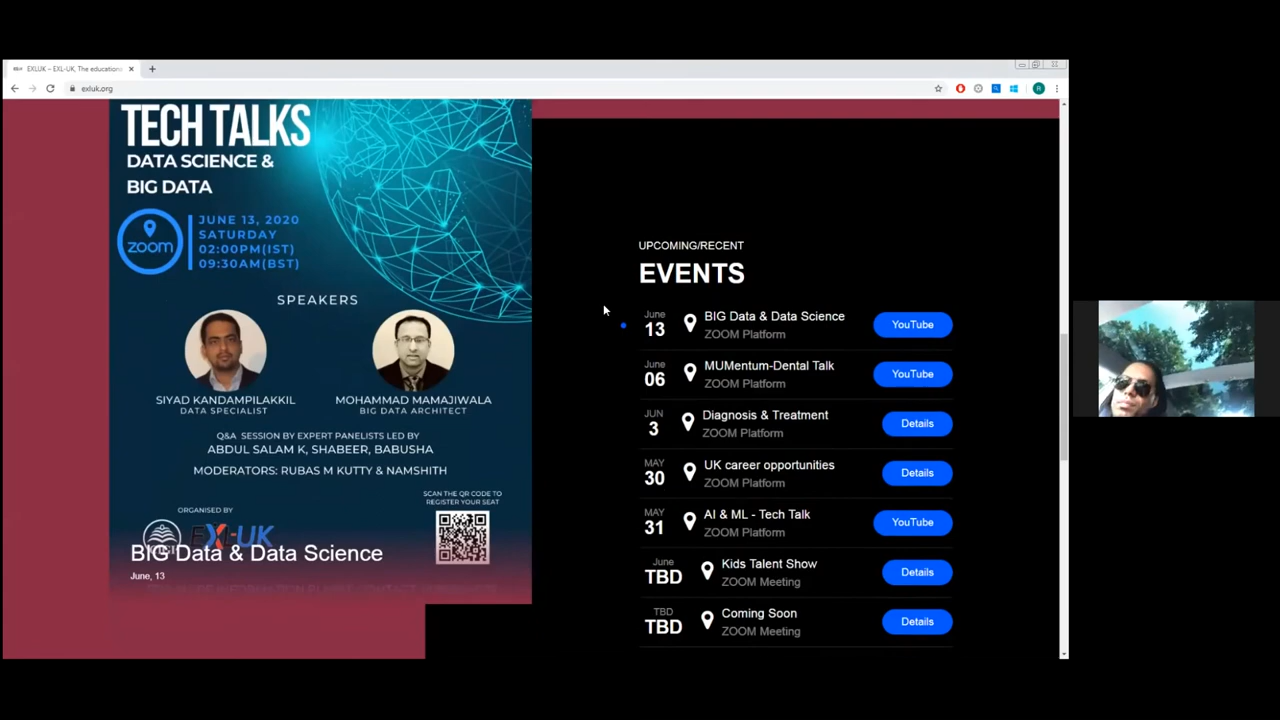 EXLUK – EXL-UK, The educationa
exluk.org
TECH TALKS
DATA SCIENCE &
BIG DATA
zoom
JUNE 13, 2020
SATURDAY
02:00PM(IST)
09:30AM(BST)
SPEAKERS
SIYAD KANDAMPILAKKIL
DATA SPECIALIST
MOHAMMAD MAMAJIWALA
BIG DATA ARCHITECT
Q&A SESSION BY EXPERT PANELISTS LED BY
ABDUL SALAM K, SHABEER, BABUSHA
MODERATORS: RUBAS M KUTTY & NAMSHITH
SCAN THE QR CODE TO
REGISTER YOUR SEAT
ORGANISED BY
EXL-UK
BIG Data & Data Science
June, 13
UPCOMING/RECENT
EVENTS
June
13
BIG Data & Data Science
ZOOM Platform
YouTube
June
06
MUMentum-Dental Talk
ZOOM Platform
YouTube
JUN
3
Diagnosis & Treatment
ZOOM Platform
Details
MAY
30
UK career opportunities
ZOOM Platform
Details
MAY
31
AI & ML - Tech Talk
ZOOM Platform
YouTube
June
TBD
Kids Talent Show
ZOOM Meeting
Details
TBD
TBD
Coming Soon
ZOOM Meeting
Details